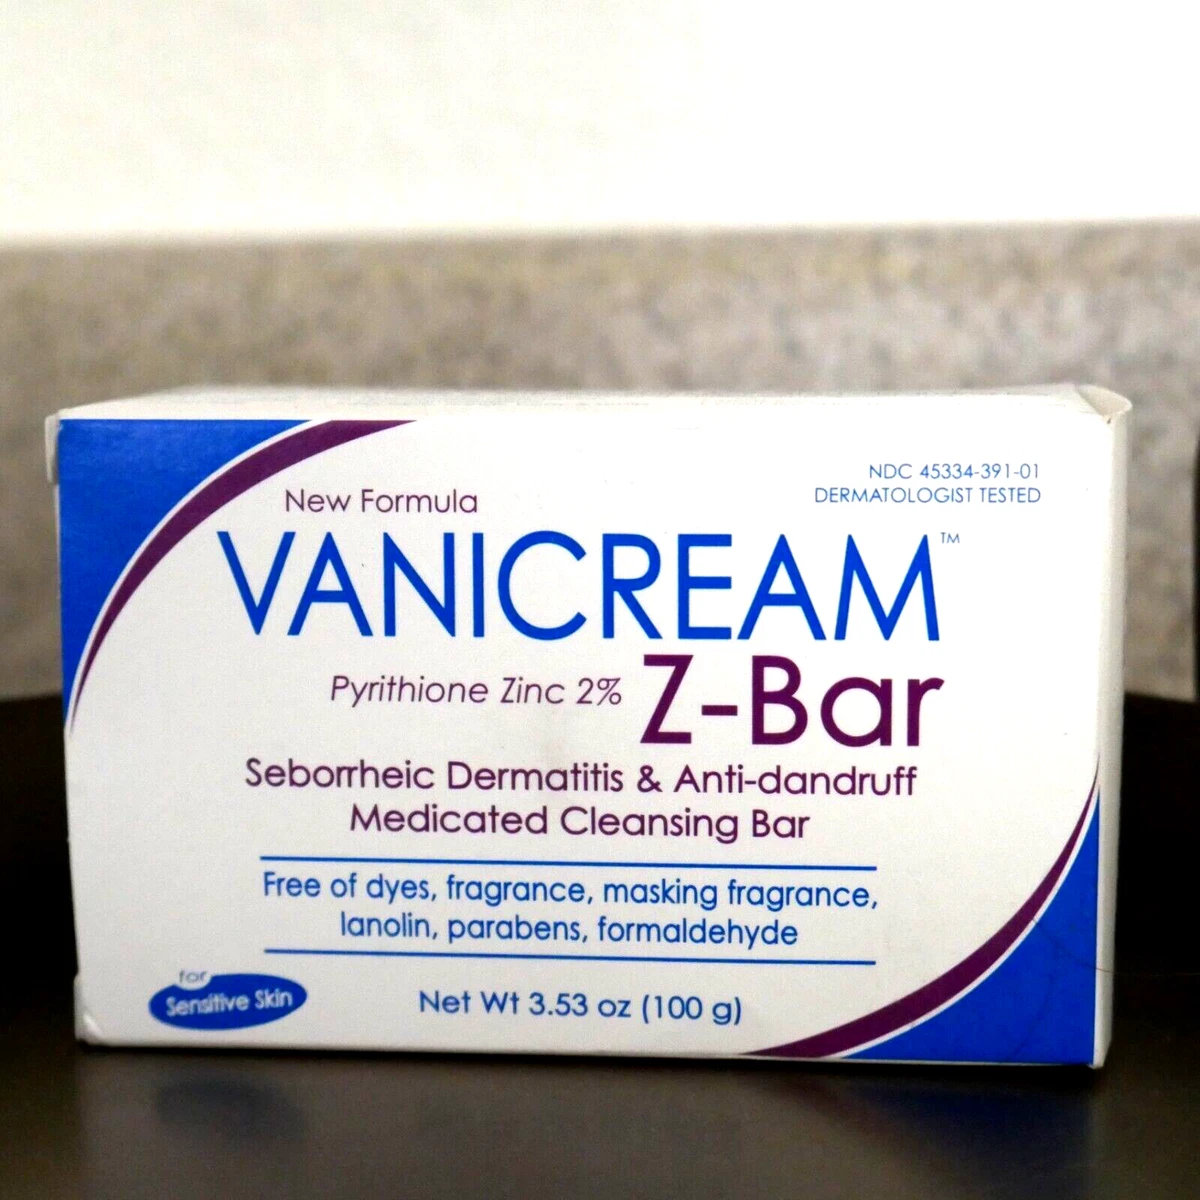 NDC 45334-391-01
DERMATOLOGIST TESTED
New Formula
VANICREAM™
Pyrithione Zinc 2% Z-Bar
Seborrheic Dermatitis & Anti-dandruff
Medicated Cleansing Bar
Free of dyes, fragrance, masking fragrance,
lanolin, parabens, formaldehyde
for
Sensitive Skin
Net Wt 3.53 oz (100 g)